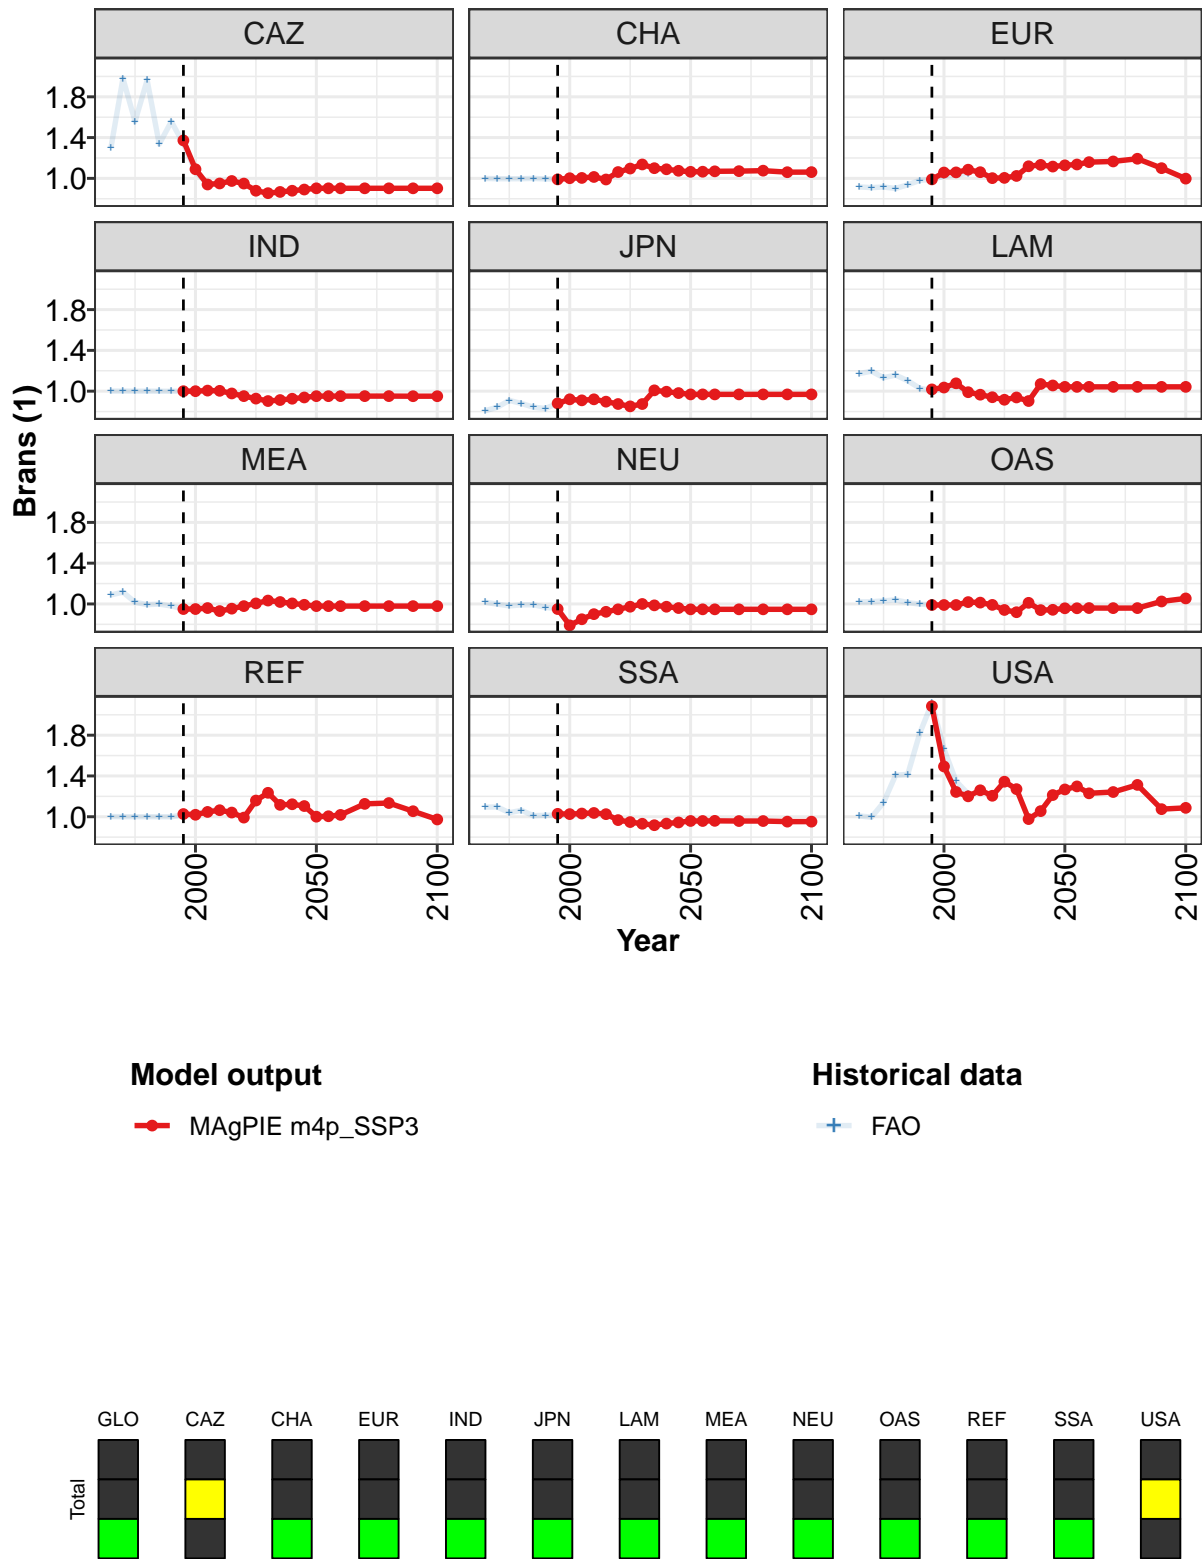 CAZ CHA EUR
1.8
1.4
1.0
IND JPN LAM
1.8
1.4
1.0
MEA NEU OAS
1.8
1.4
1.0
REF SSA USA
1.8
1.4
1.0
Brans (1)
2000 2050 2100 2000 2050 2100 2000 2050 2100
Year
Model output
MAgPIE m4p_SSP3
Historical data
FAO
GLO CAZ CHA EUR IND JPN LAM MEA NEU OAS REF SSA USA
Total